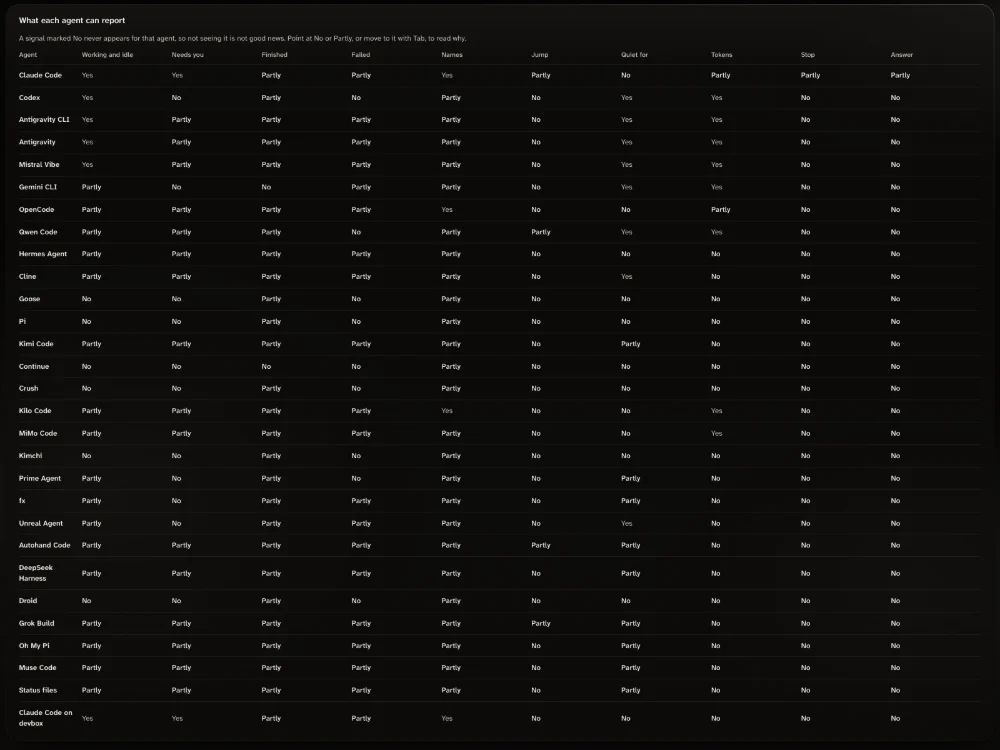 What each agent can report
A signal marked No never appears for that agent, so not seeing it is not good news. Point at No or Partly, or move to it with Tab, to read why.
Agent Working and idle Needs you Finished Failed Names Jump Quiet for Tokens Stop Answer
Claude Code Yes Yes Partly Partly Yes Partly No Partly Partly Partly
Codex Yes No Partly No Partly No Yes Yes No No
Antigravity CLI Yes Partly Partly Partly Partly No Yes Yes No No
Antigravity Yes Partly Partly Partly Partly No Yes Yes No No
Mistral Vibe Yes Partly Partly Partly Partly No Yes Yes No No
Gemini CLI Partly No No Partly Partly No Yes Yes No No
OpenCode Partly Partly Partly Partly Yes No No Partly No No
Qwen Code Partly Partly Partly No Partly Partly Yes Yes No No
Hermes Agent Partly Partly Partly Partly Partly No No No No No
Cline Partly Partly Partly Partly Partly No Yes No No No
Goose No No Partly No Partly No No No No No
Pi No No Partly No Partly No No No No No
Kimi Code Partly Partly Partly Partly Partly No Partly No No No
Continue No No No No Partly No No No No No
Crush No No Partly No Partly No No No No No
Kilo Code Partly Partly Partly Partly Yes No No Yes No No
MiMo Code Partly Partly Partly Partly Partly No No Yes No No
Kimchi No No Partly No Partly No No No No No
Prime Agent Partly No Partly No Partly No Partly No No No
fx Partly No Partly Partly Partly No Partly No No No
Unreal Agent Partly No Partly Partly Partly No Yes No No No
Autohand Code Partly Partly Partly Partly Partly Partly Partly No No No
DeepSeek
Harness Partly Partly Partly Partly Partly No Partly No No No
Droid No No Partly No Partly No No No No No
Grok Build Partly Partly Partly Partly Partly Partly Partly No No No
Oh My Pi Partly Partly Partly Partly Partly No Partly No No No
Muse Code Partly Partly Partly Partly Partly No Partly No No No
Status files Partly Partly Partly Partly Partly No Partly No No No
Claude Code on
devbox Yes Yes Partly Partly Yes No No No No No